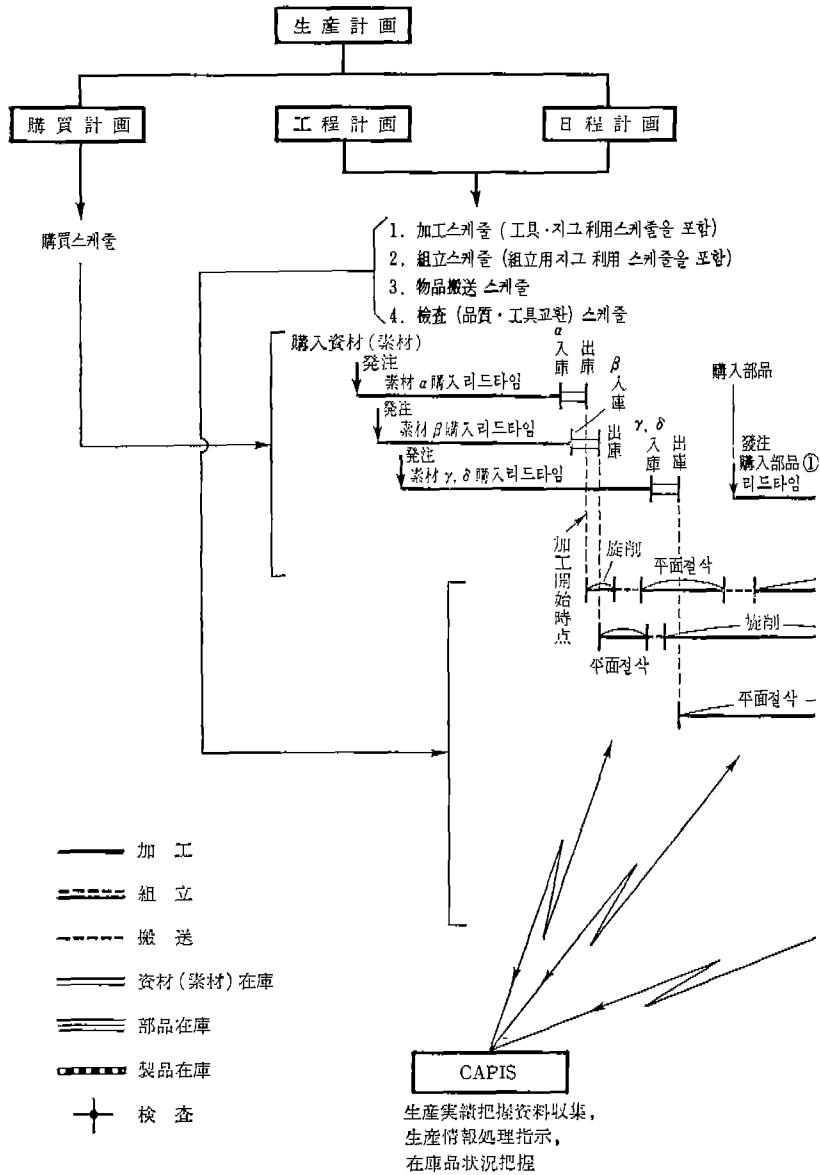 生産計画
購買計画
工程計画
日程計画
購買스케줄
1. 加工스케줄 (工具・지그利用스케줄을 포함)
2. 組立스케줄 (組立用지그 利用 스케줄을 포함)
3. 物品搬送 스케줄
4. 検査 (品質・工具교환) 스케줄
購入資材(素材)
発注
素材 α購入리드타임
α入庫
出庫
発注
素材 β購入리드타임
β入庫
出庫
発注
素材 γ, δ 購入리드타임
γ, δ入庫
出庫
購入部品
發注
購入部品①
리드타임
加工開始時点
旋削
平面절삭
旋削
平面절삭
平面절삭
加工
組立
搬送
資材(素材)在庫
部品在庫
製品在庫
検査
CAPIS
生産実績把握資料収集,
生産情報処理指示,
在庫品状況把握